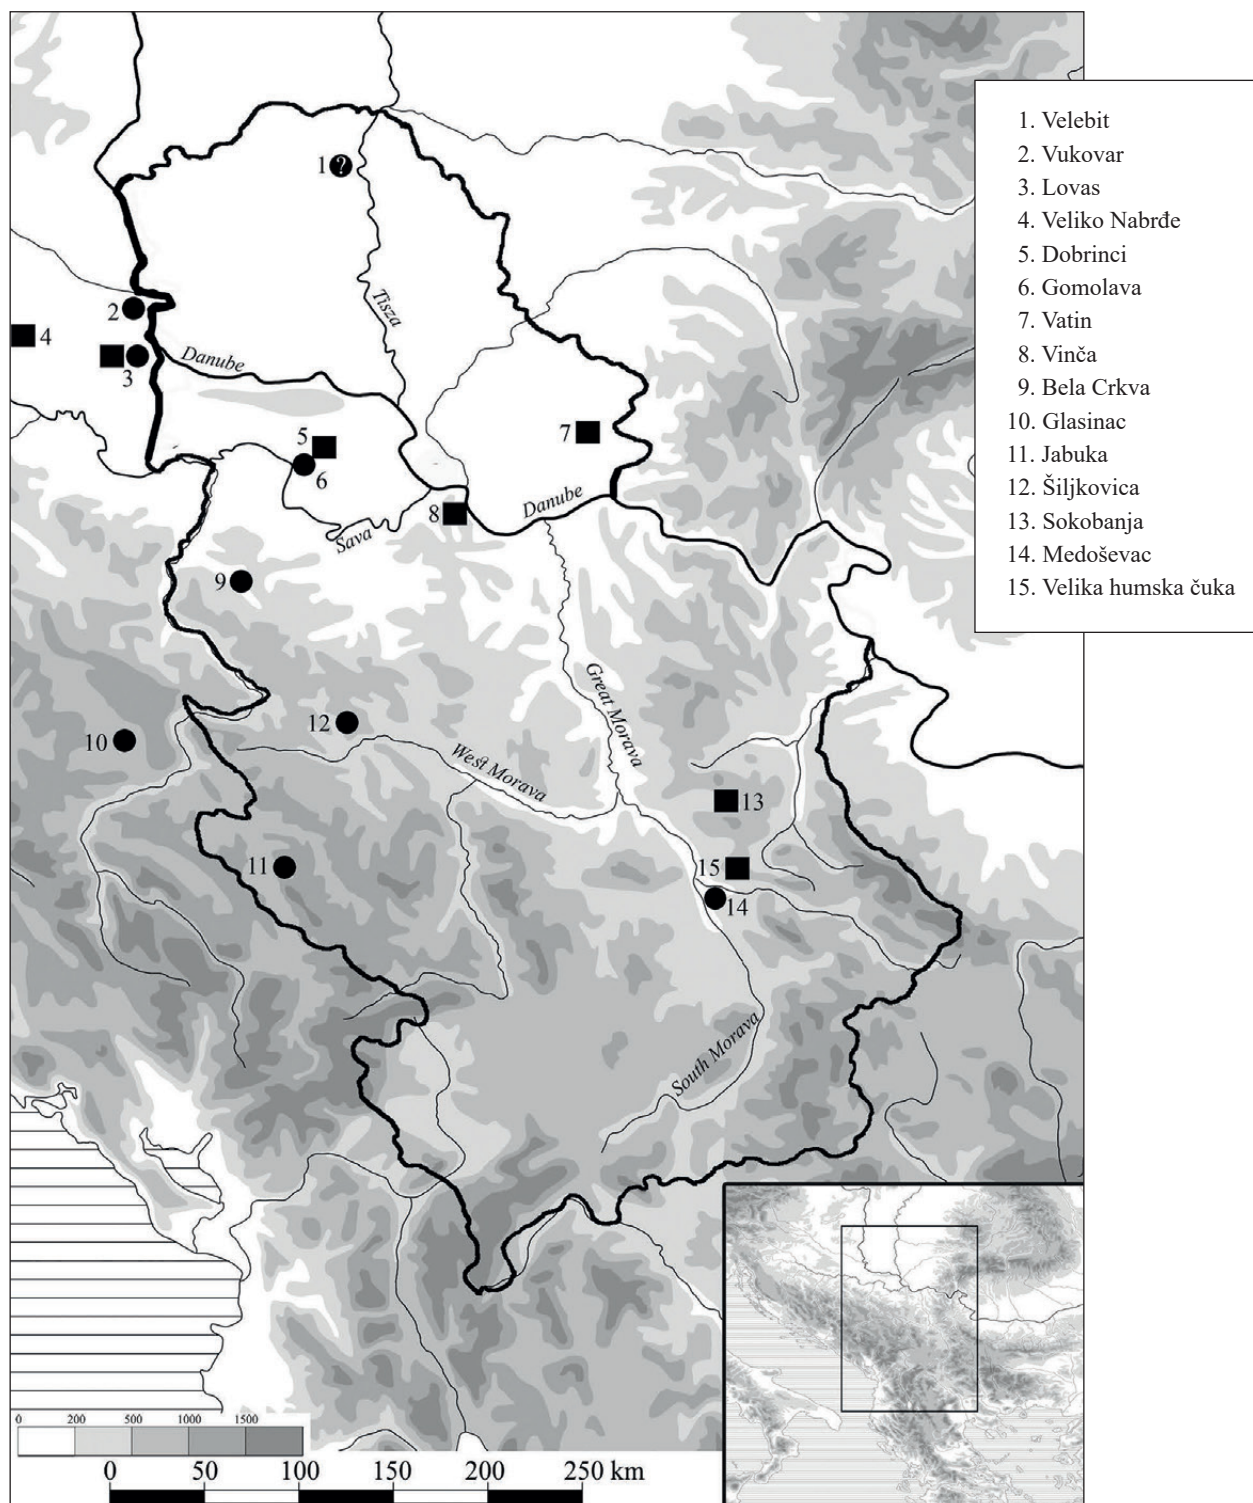 1. Velebit
2. Vukovar
3. Lovas
4. Veliko Nabrđe
5. Dobrinci
6. Gomolava
7. Vatin
8. Vinča
9. Bela Crkva
10. Glasinac
11. Jabuka
12. Šiljkovica
13. Sokobanja
14. Medoševac
15. Velika humska čuka
1 ?
2
Tisza
4
3
Danube
5
7
6
8
Danube
Sava
9
Great Morava
12
10
West Morava
13
11
15
14
South Morava
0 200 500 1000 1500
0 50 100 150 200 250 km